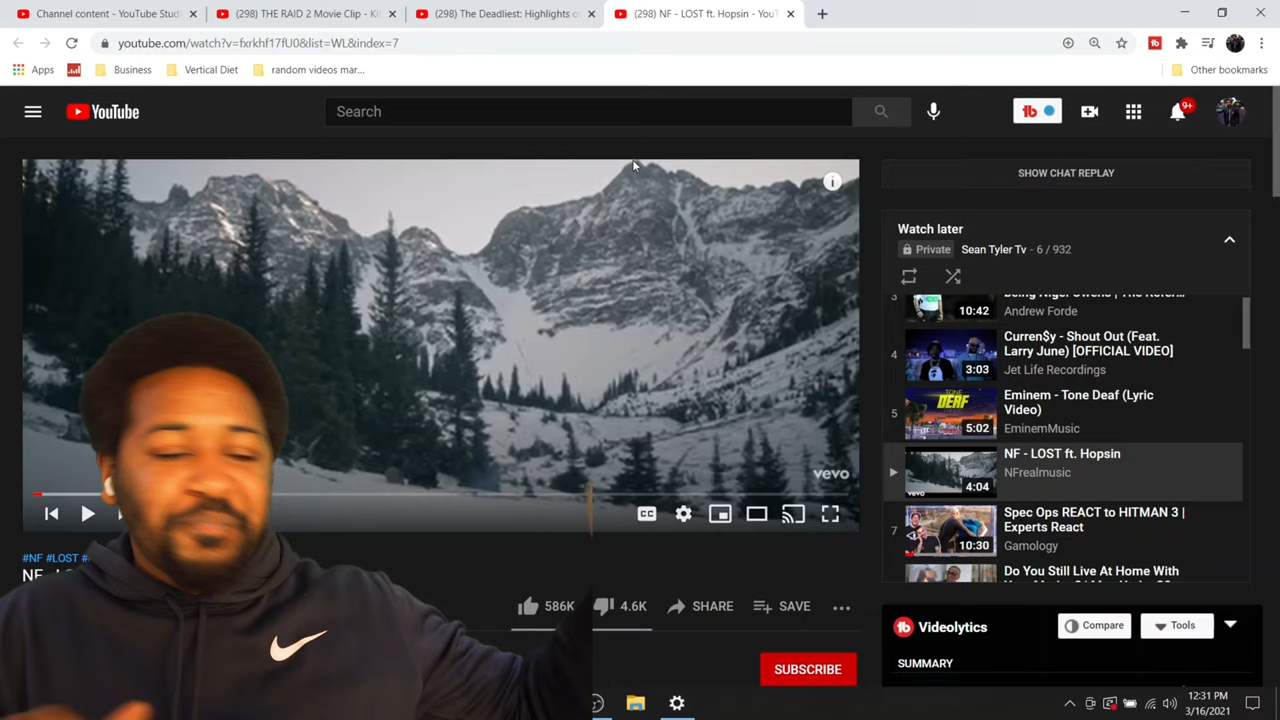 Channel content - YouTube Studi
(298) THE RAID 2 Movie Clip - Ki
(298) The Deadliest: Highlights o
(298) NF - LOST ft. Hopsin - YouT
youtube.com/watch?v=fxrkhf17fU0&list=WL&index=7
Apps
Business
Vertical Diet
random videos mar...
Other bookmarks
YouTube
Search
tb
9+
SHOW CHAT REPLAY
Watch later
Private
Sean Tyler Tv - 6 / 932
3
10:42
Andrew Forde
4
3:03
Curren$y - Shout Out (Feat.
Larry June) [OFFICIAL VIDEO]
Jet Life Recordings
5
TONE
DEAF
5:02
Eminem - Tone Deaf (Lyric
Video)
EminemMusic
vevo
4:04
NF - LOST ft. Hopsin
NFrealmusic
7
10:30
Spec Ops REACT to HITMAN 3 |
Experts React
Gamology
Do You Still Live At Home With
vevo
CC
#NF #LOST
586K
4.6K
SHARE
SAVE
SUBSCRIBE
tb
Videolytics
Compare
Tools
SUMMARY
12:31 PM
3/16/2021